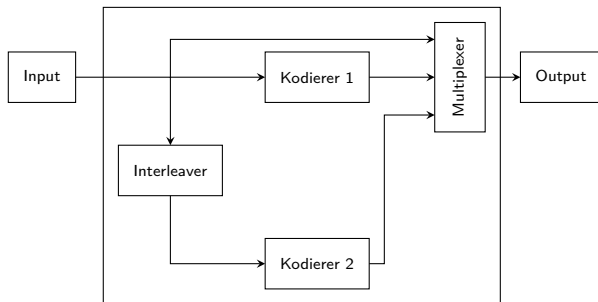 Input
Kodierer 1
Multiplexer
Output
Interleaver
Kodierer 2